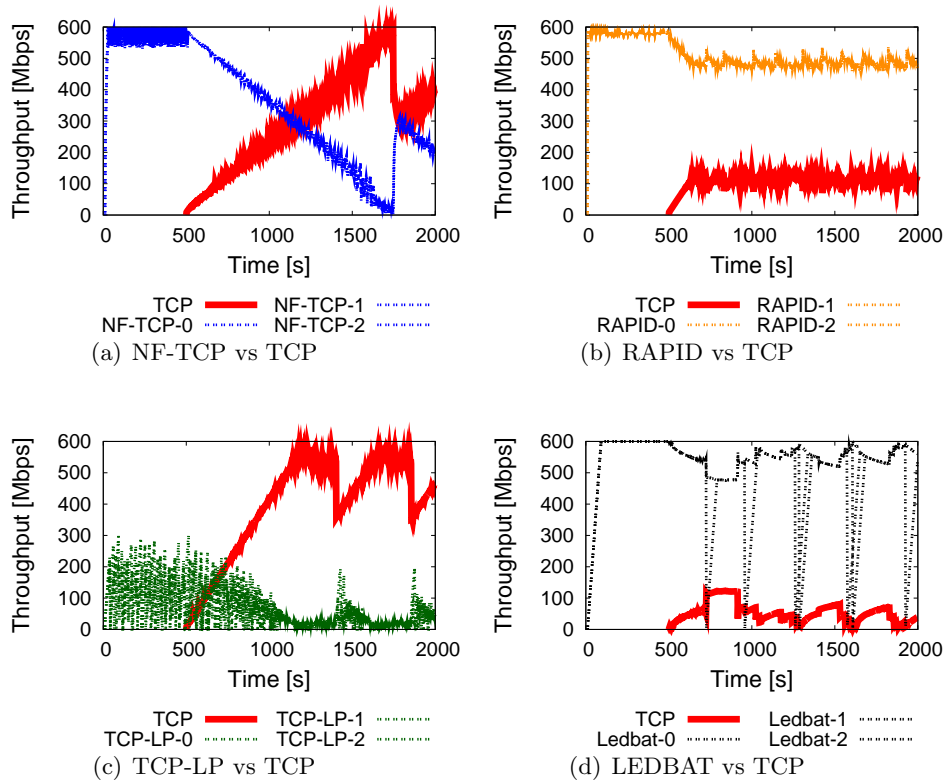 Throughput [Mbps]
600
500
400
300
200
100
0
0 500 1000 1500 2000
Time [s]
TCP NF-TCP-1
NF-TCP-0 NF-TCP-2
(a) NF-TCP vs TCP
Throughput [Mbps]
600
500
400
300
200
100
0
0 500 1000 1500 2000
Time [s]
TCP RAPID-1
RAPID-0 RAPID-2
(b) RAPID vs TCP
Throughput [Mbps]
600
500
400
300
200
100
0
0 500 1000 1500 2000
Time [s]
TCP TCP-LP-1
TCP-LP-0 TCP-LP-2
(c) TCP-LP vs TCP
Throughput [Mbps]
600
500
400
300
200
100
0
0 500 1000 1500 2000
Time [s]
TCP Ledbat-1
Ledbat-0 Ledbat-2
(d) LEDBAT vs TCP